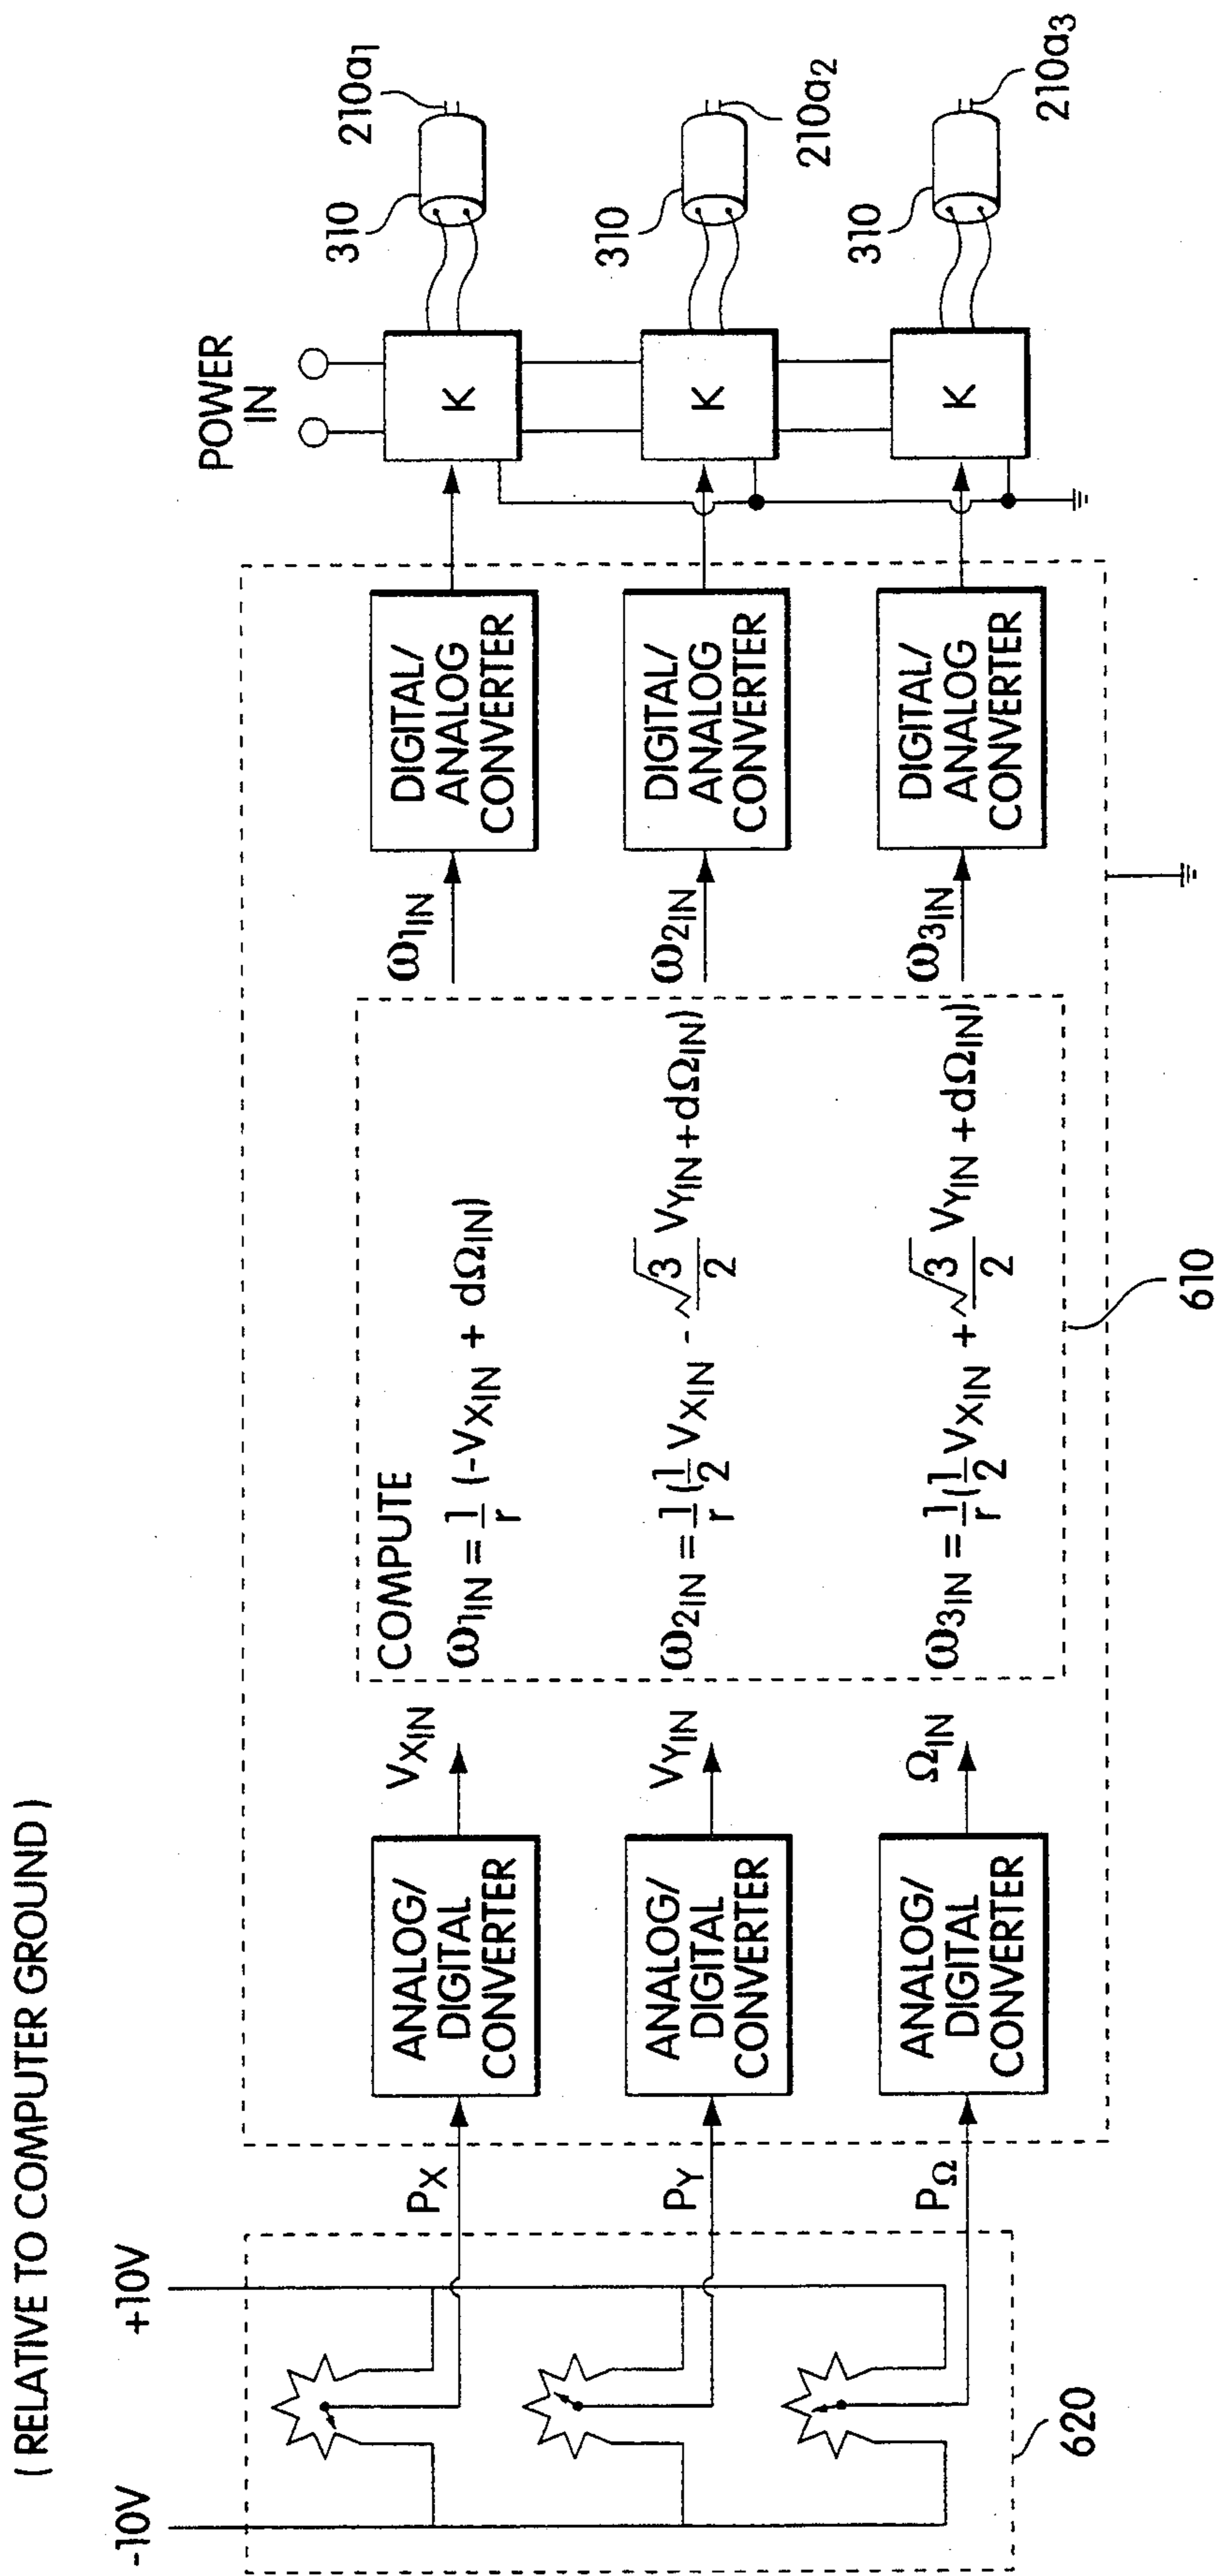 ( RELATIVE TO COMPUTER GROUND )
-10V
+10V
620
PX
PY
PΩ
ANALOG/
DIGITAL
CONVERTER
ANALOG/
DIGITAL
CONVERTER
ANALOG/
DIGITAL
CONVERTER
VXIN
VYIN
ΩIN
COMPUTE
ω1IN = 1/r (-VXIN + dΩIN)
ω2IN = 1/r (1/2 VXIN - √3/2 VYIN + dΩIN)
ω3IN = 1/r (1/2 VXIN + √3/2 VYIN + dΩIN)
610
ω1IN
ω2IN
ω3IN
DIGITAL/
ANALOG
CONVERTER
DIGITAL/
ANALOG
CONVERTER
DIGITAL/
ANALOG
CONVERTER
POWER
IN
K
K
K
310
210a1
310
210a2
310
210a3